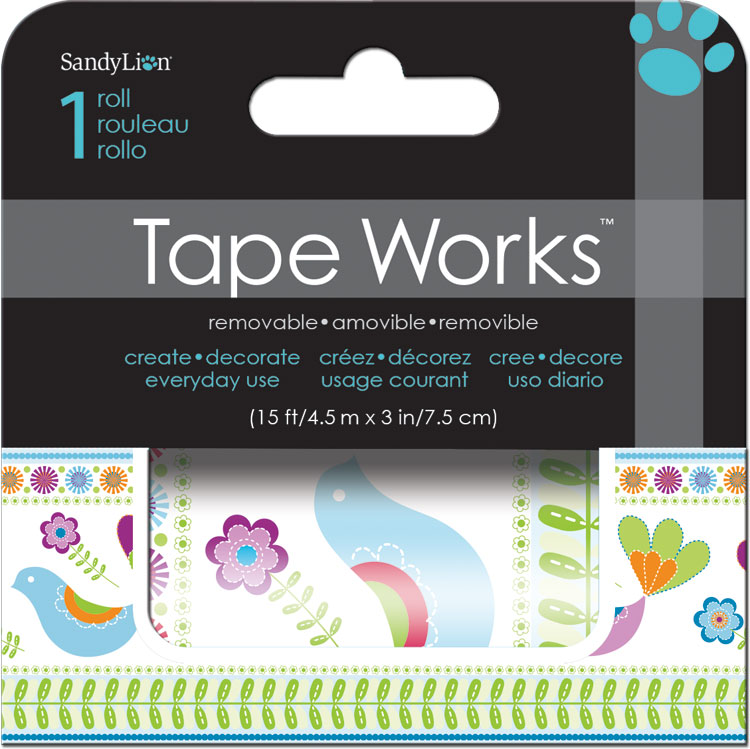 SandyLion
1 roll
rouleau
rollo
Tape Works™
removable•amovible•removible
create•decorate créez•décorez cree•decore
everyday use usage courant uso diario
(15 ft/4.5 m x 3 in/7.5 cm)